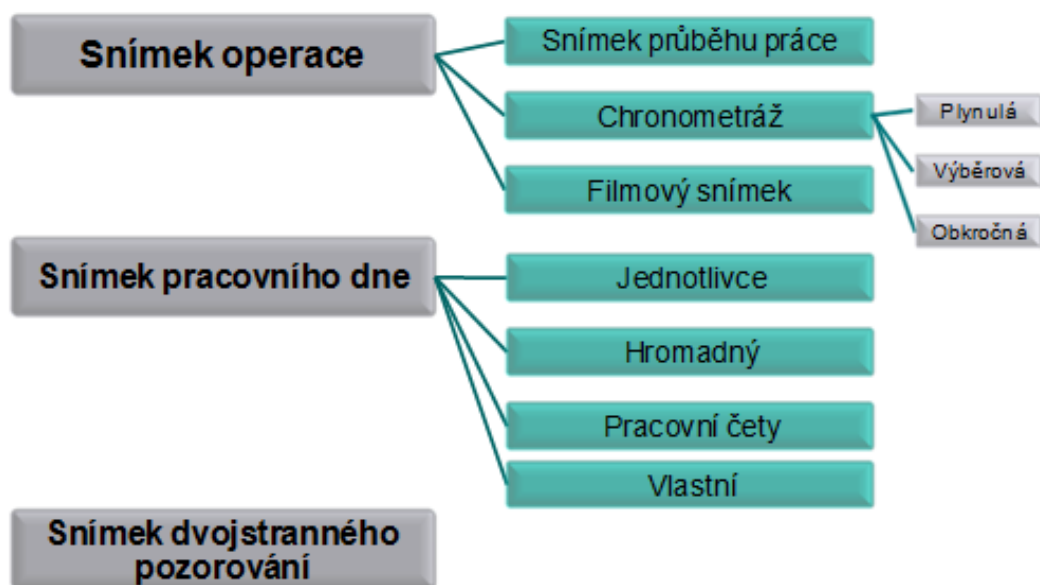 Snímek operace
Snímek průběhu práce
Chronometráž
Plynulá
Výběrová
Obkročná
Filmový snímek
Snímek pracovního dne
Jednotlivce
Hromadný
Pracovní čety
Vlastní
Snímek dvojstranného
pozorování